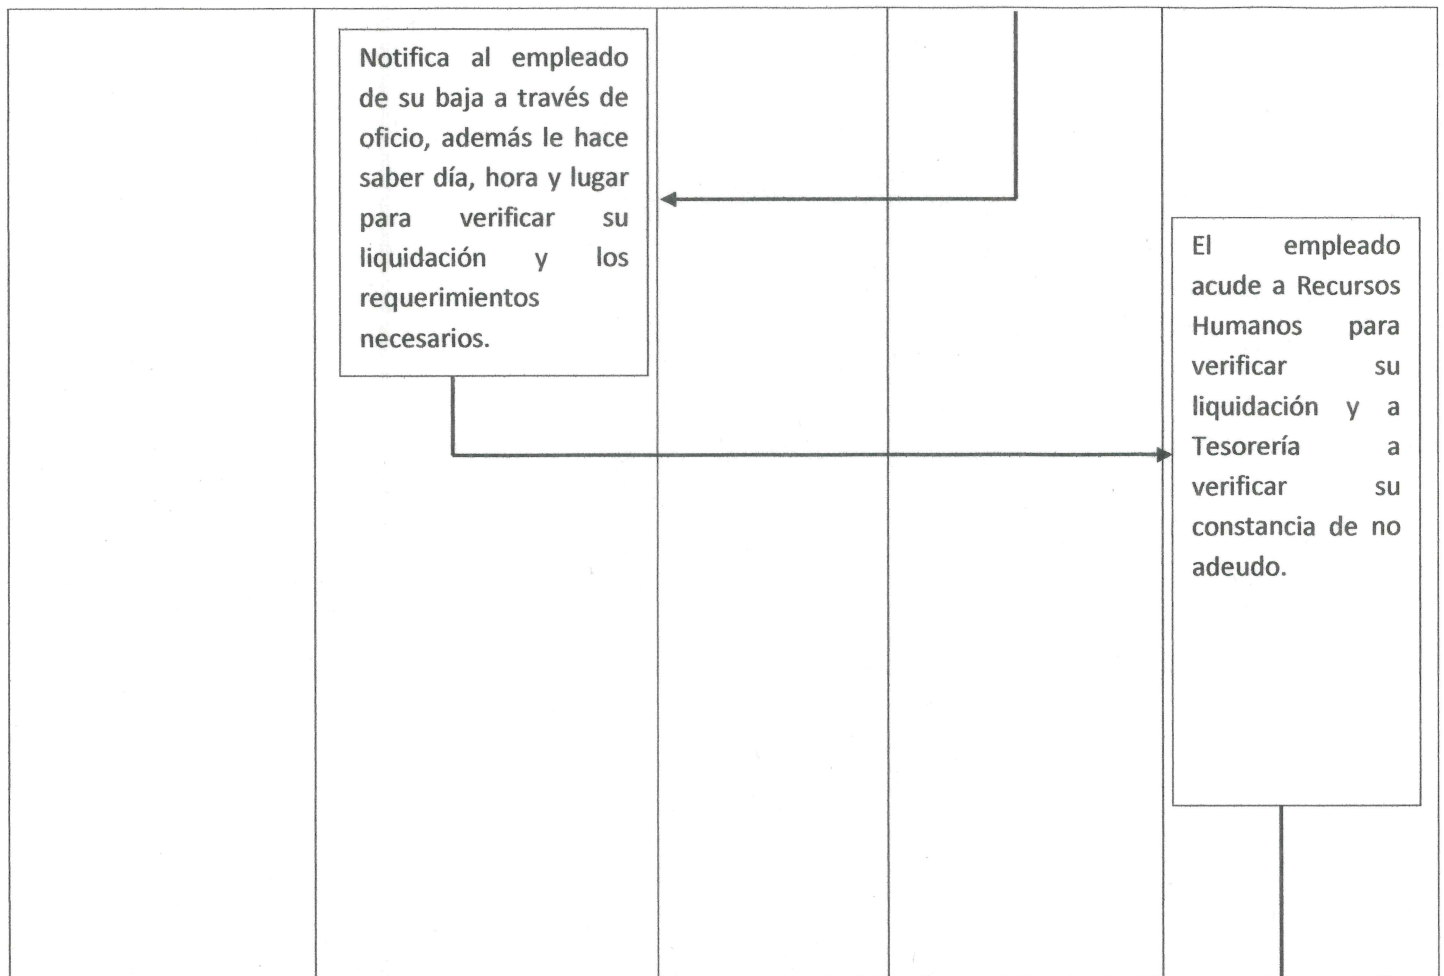 Notifica al empleado
de su baja a través de
oficio, además le hace
saber día, hora y lugar
para verificar su
liquidación y los
requerimientos
necesarios.
El empleado
acude a Recursos
Humanos para
verificar su
liquidación y a
Tesorería a
verificar su
constancia de no
adeudo.